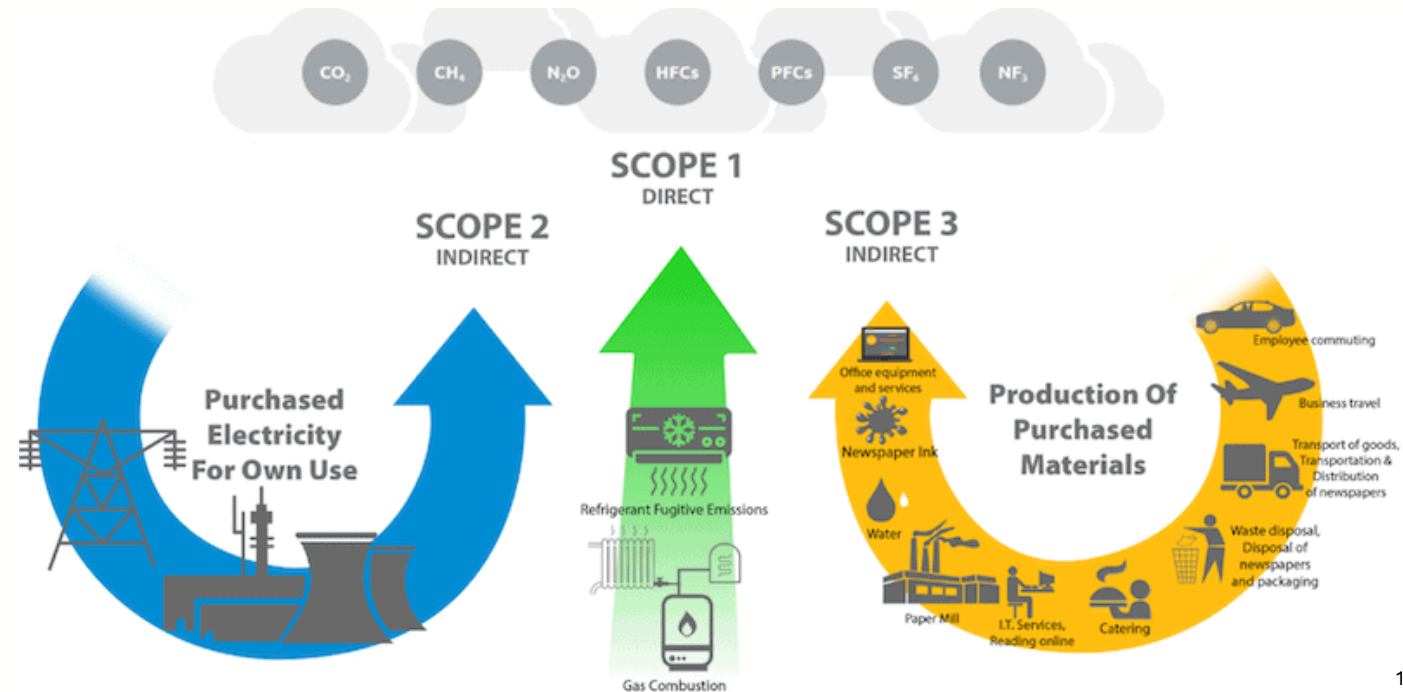 CO₂
CH₄
N₂O
HFCs
PFCs
SF₆
NF₃
SCOPE 1
DIRECT
SCOPE 2
INDIRECT
SCOPE 3
INDIRECT
Purchased
Electricity
For Own Use
Refrigerant Fugitive Emissions
Gas Combustion
Office equipment
and services
Newspaper Ink
Water
Paper Mill
I.T. Services,
Reading online
Catering
Waste disposal,
Disposal of
newspapers
and packaging
Transport of goods,
Transportation &
Distribution
of newspapers
Business travel
Employee commuting
Production Of
Purchased
Materials
1